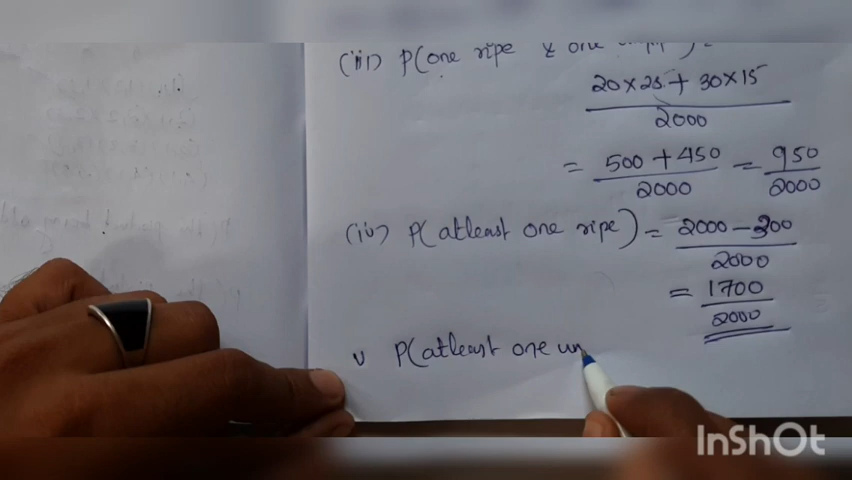 (iii) P(one ripe & one
20×25 + 30×15
2000
= 500 + 450 = 950
2000 2000
(iv) P(atleast one ripe) = 2000 - 300
2000
= 1700
2000
v P(atleast one un
InShOt